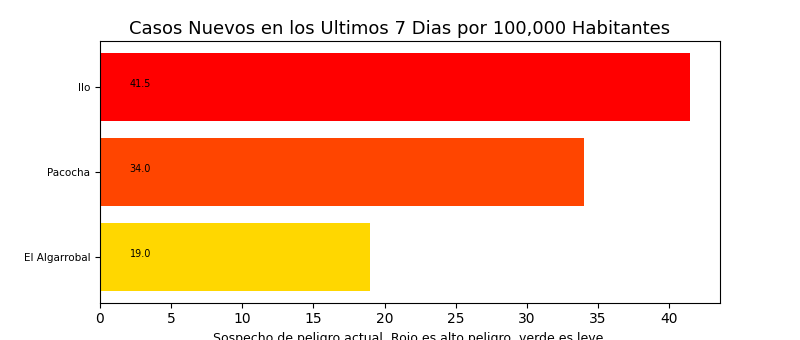 Casos Nuevos en los Ultimos 7 Dias por 100,000 Habitantes
Ilo
41.5
Pacocha
34.0
El Algarrobal
19.0
0 5 10 15 20 25 30 35 40
Sospecho de peligro actual. Rojo es alto peligro, verde es leve